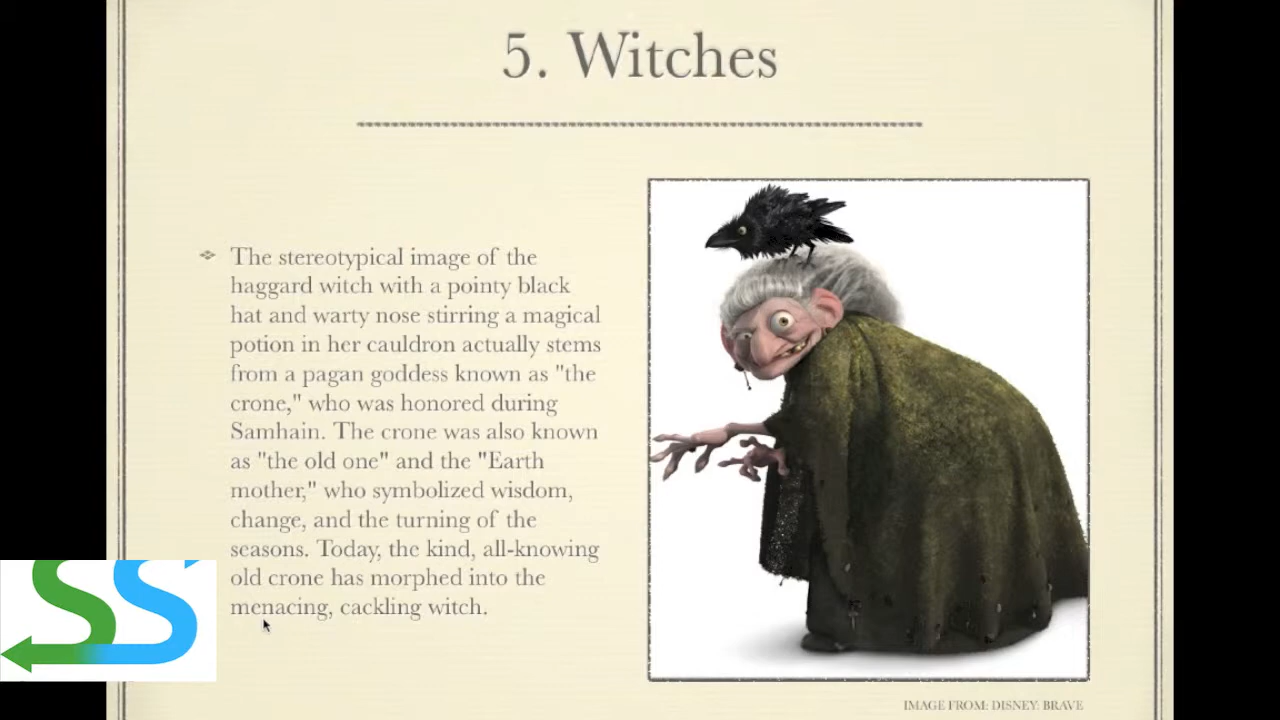 5. Witches
The stereotypical image of the
haggard witch with a pointy black
hat and warty nose stirring a magical
potion in her cauldron actually stems
from a pagan goddess known as "the
crone," who was honored during
Samhain. The crone was also known
as "the old one" and the "Earth
mother," who symbolized wisdom,
change, and the turning of the
seasons. Today, the kind, all-knowing
old crone has morphed into the
menacing, cackling witch.
SS
IMAGE FROM: DISNEY: BRAVE